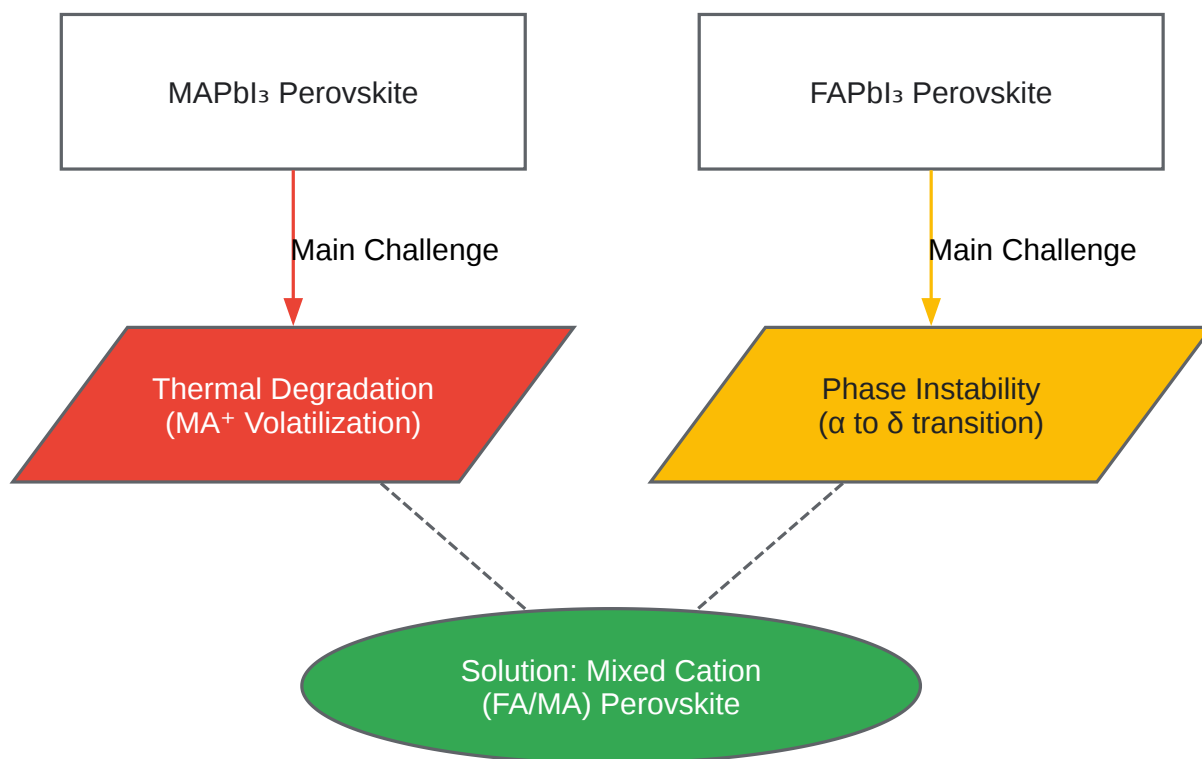 MAPbI₃ Perovskite
FAPbI₃ Perovskite
Main Challenge
Main Challenge
Thermal Degradation
(MA⁺ Volatilization)
Phase Instability
(α to δ transition)
Solution: Mixed Cation
(FA/MA) Perovskite